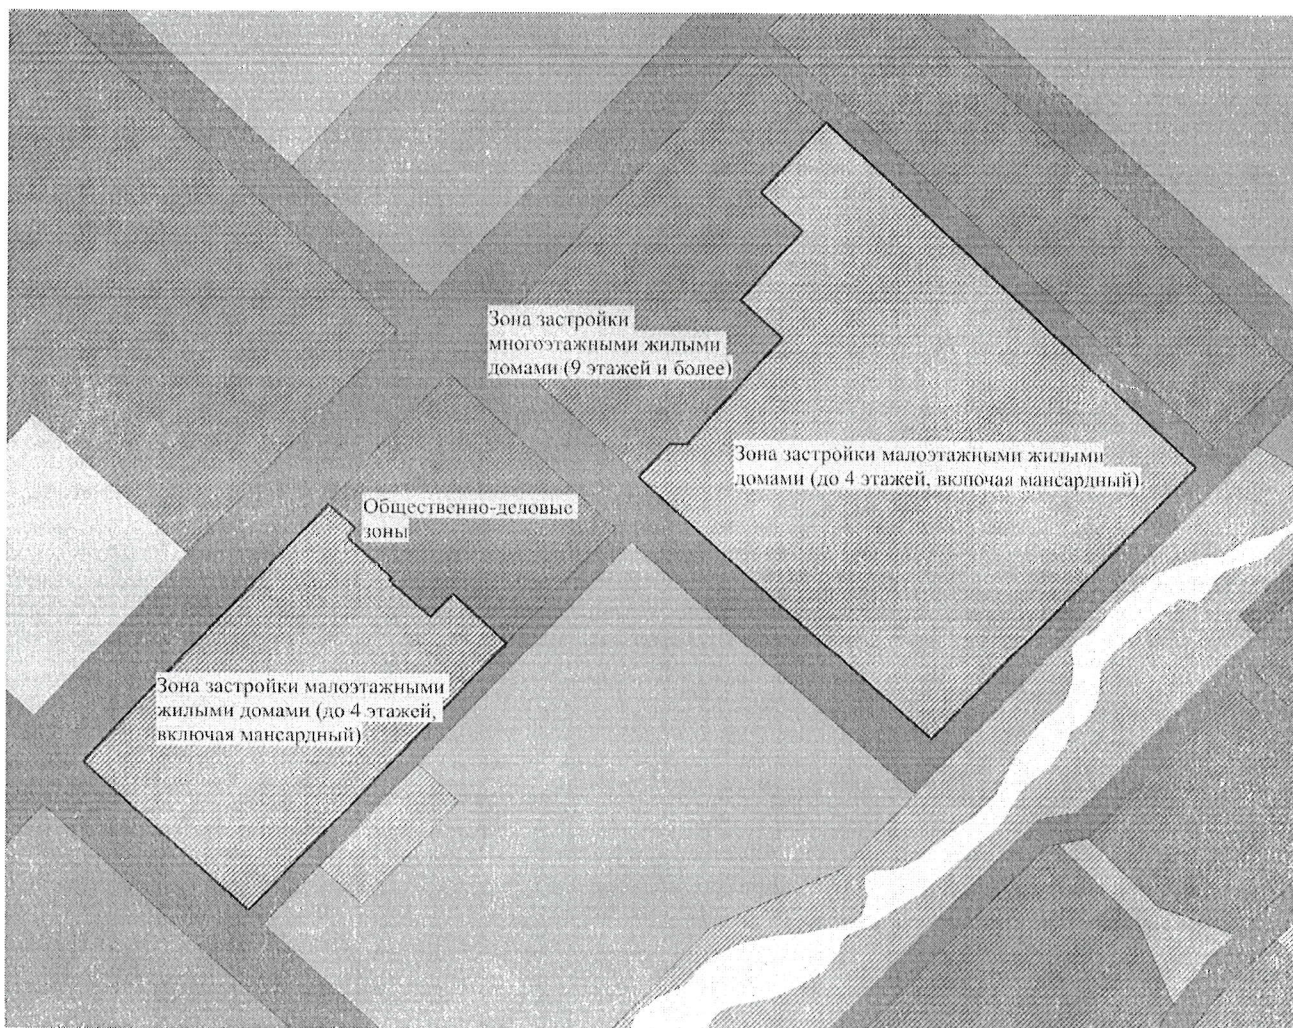 Зона застройки
многоэтажными жилыми
домами (9 этажей и более)
Зона застройки малоэтажными жилыми
домами (до 4 этажей, включая мансардный)
Общественно-деловые
зоны
Зона застройки малоэтажными
жилыми домами (до 4 этажей,
включая мансардный)